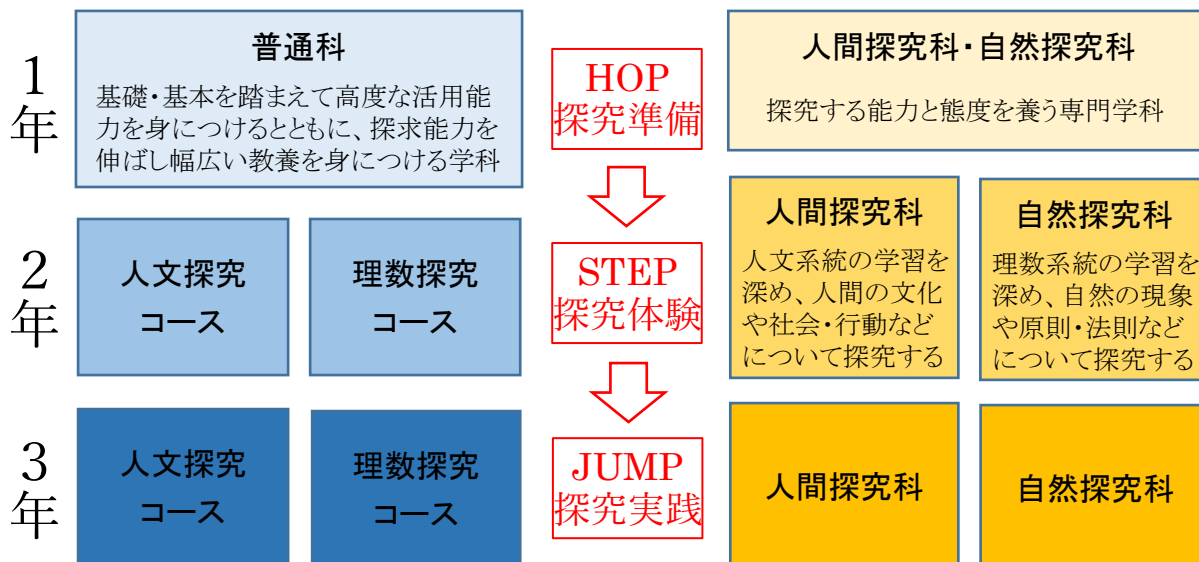 1
年
普通科
基礎・基本を踏まえて高度な活用能
力を身につけるとともに、探求能力を
伸ばし幅広い教養を身につける学科
HOP
探究準備
人間探究科・自然探究科
探究する能力と態度を養う専門学科
2
年
人文探究
コース
理数探究
コース
STEP
探究体験
人間探究科
人文系統の学習を
深め、人間の文化
や社会・行動など
について探究する
自然探究科
理数系統の学習を
深め、自然の現象
や原則・法則など
について探究する
3
年
人文探究
コース
理数探究
コース
JUMP
探究実践
人間探究科
自然探究科